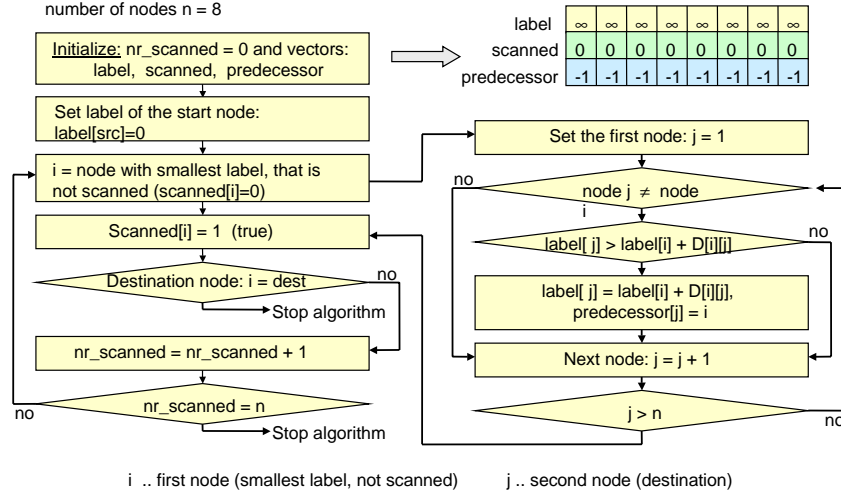 number of nodes n = 8
Initialize: nr_scanned = 0 and vectors:
label, scanned, predecessor
label ∞ ∞ ∞ ∞ ∞ ∞ ∞ ∞
scanned 0 0 0 0 0 0 0 0
predecessor -1 -1 -1 -1 -1 -1 -1 -1
Set label of the start node:
label[src]=0
i = node with smallest label, that is
not scanned (scanned[i]=0)
Scanned[i] = 1 (true)
Destination node: i = dest
no
Stop algorithm
nr_scanned = nr_scanned + 1
nr_scanned = n
no
Stop algorithm
Set the first node: j = 1
no
node j ≠ node
i
label[ j] > label[i] + D[i][j]
no
label[ j] = label[i] + D[i][j],
predecessor[j] = i
Next node: j = j + 1
j > n
no
i .. first node (smallest label, not scanned)
j .. second node (destination)